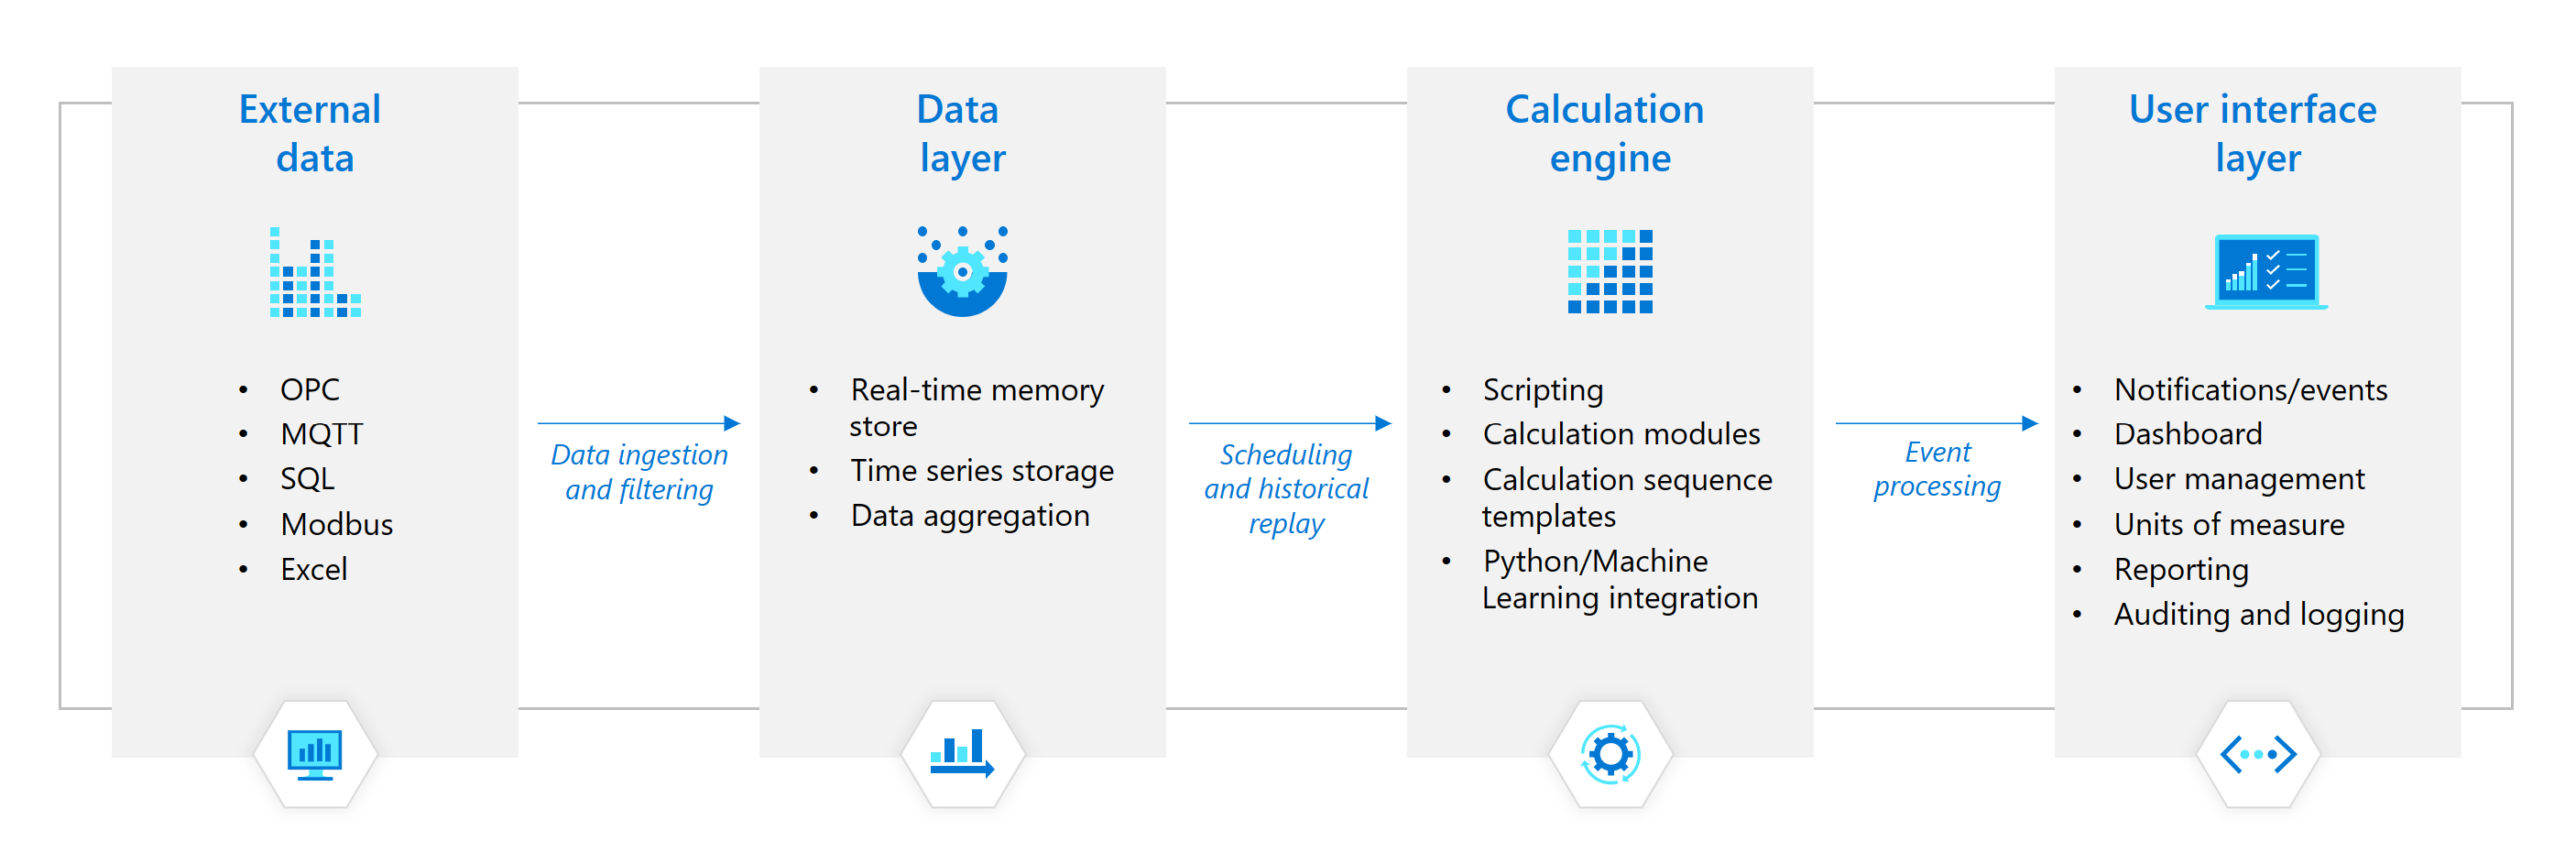 External
data
• OPC
• MQTT
• SQL
• Modbus
• Excel
Data ingestion
and filtering
Data
layer
• Real-time memory
store
• Time series storage
• Data aggregation
Scheduling
and historical
replay
Calculation
engine
• Scripting
• Calculation modules
• Calculation sequence
templates
• Python/Machine
Learning integration
Event
processing
User interface
layer
• Notifications/events
• Dashboard
• User management
• Units of measure
• Reporting
• Auditing and logging